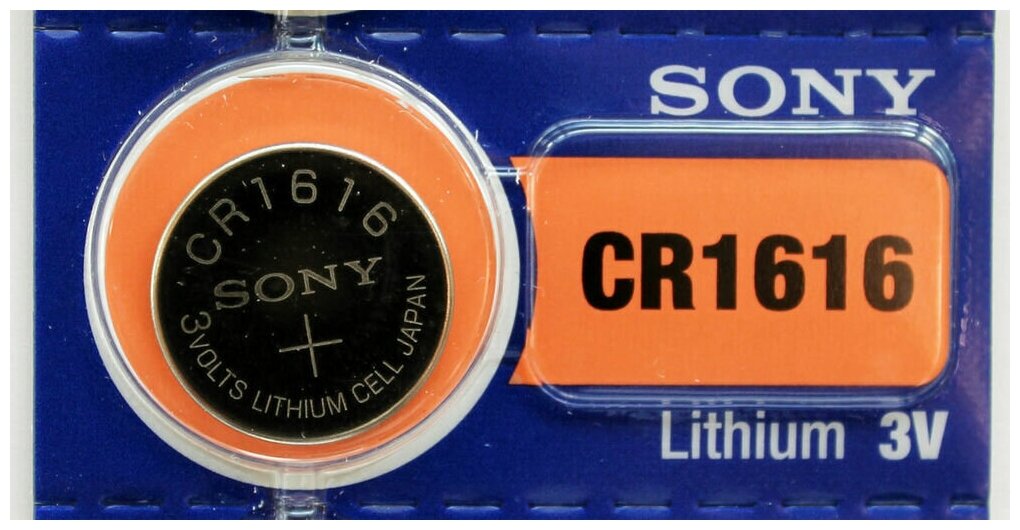 CR1616
SONY
3VOLTS LITHIUM CELL JAPAN
SONY
CR1616
Lithium 3V